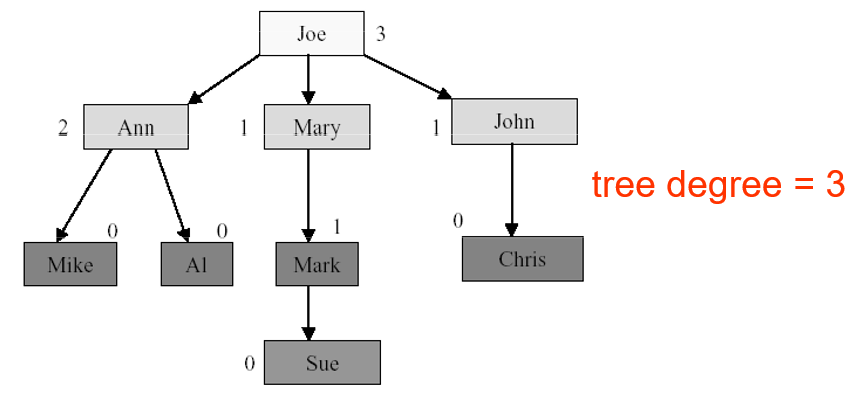 Joe 3
2 Ann 1 Mary 1 John
tree degree = 3
0 0 1 0
Mike Al Mark Chris
0 Sue